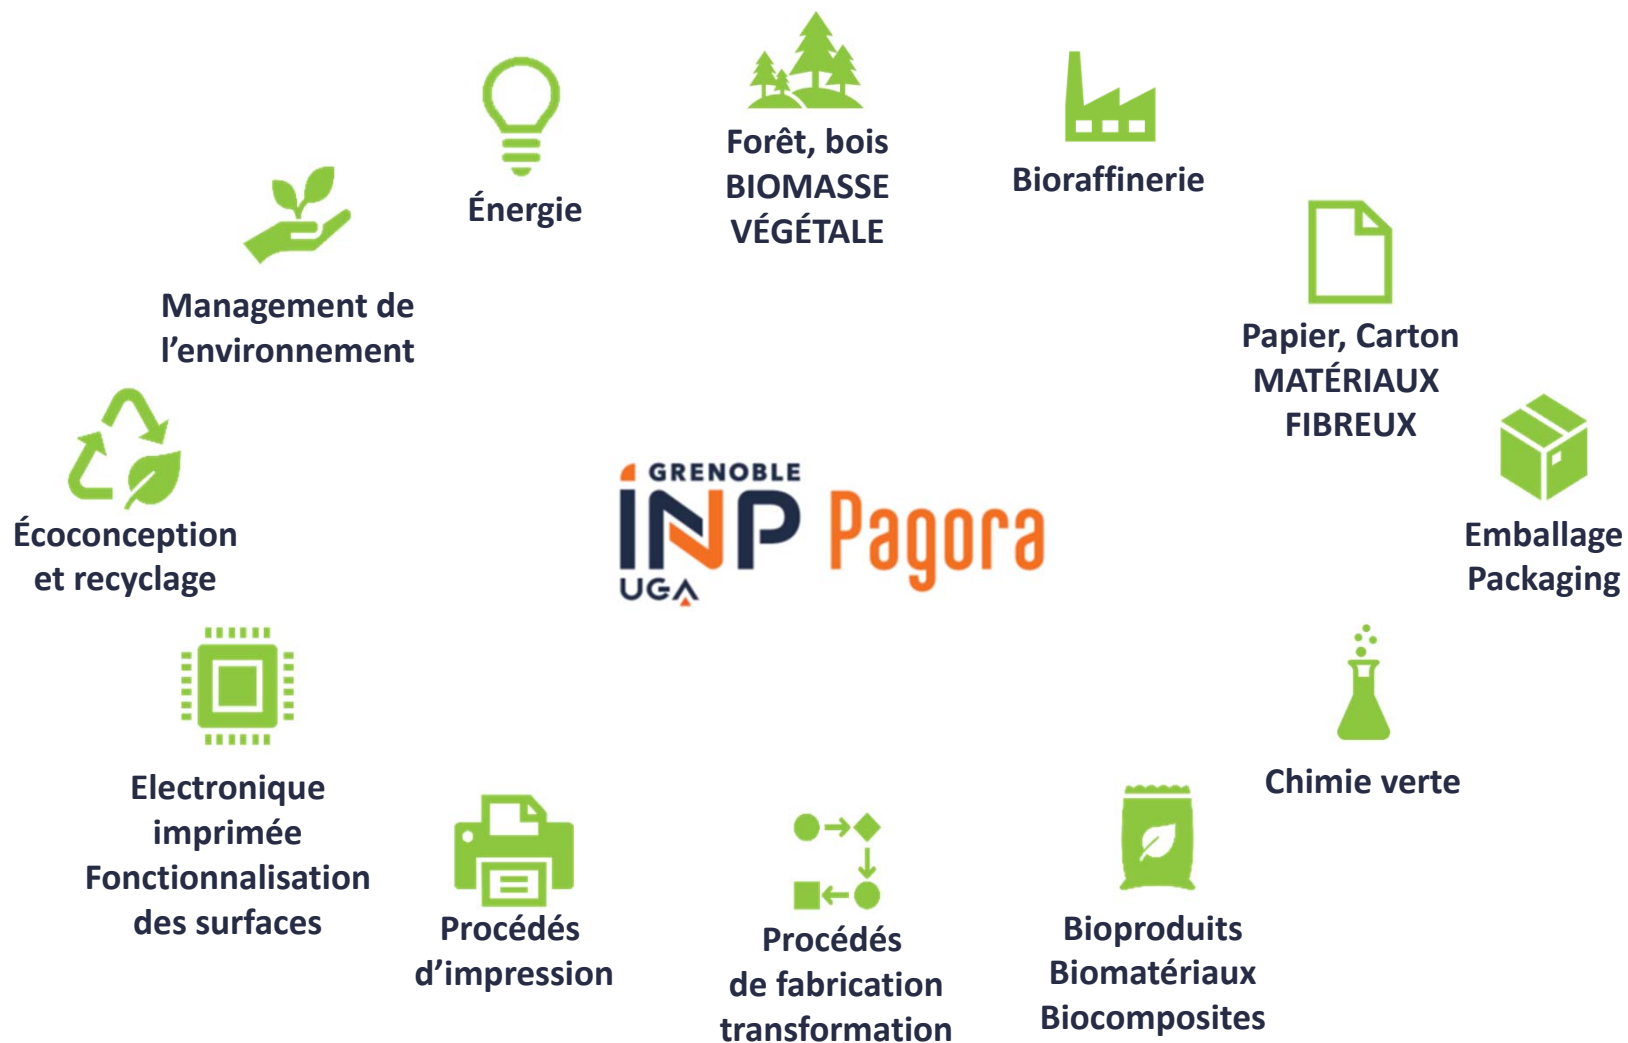 Énergie
Forêt, bois
BIOMASSE
VÉGÉTALE
Bioraffinerie
Management de
l’environnement
Papier, Carton
MATÉRIAUX
FIBREUX
Écoconception
et recyclage
GRENOBLE
INP Pagora
UGA
Emballage
Packaging
Electronique
imprimée
Fonctionnalisation
des surfaces
Chimie verte
Procédés
d’impression
Procédés
de fabrication
transformation
Bioproduits
Biomatériaux
Biocomposites